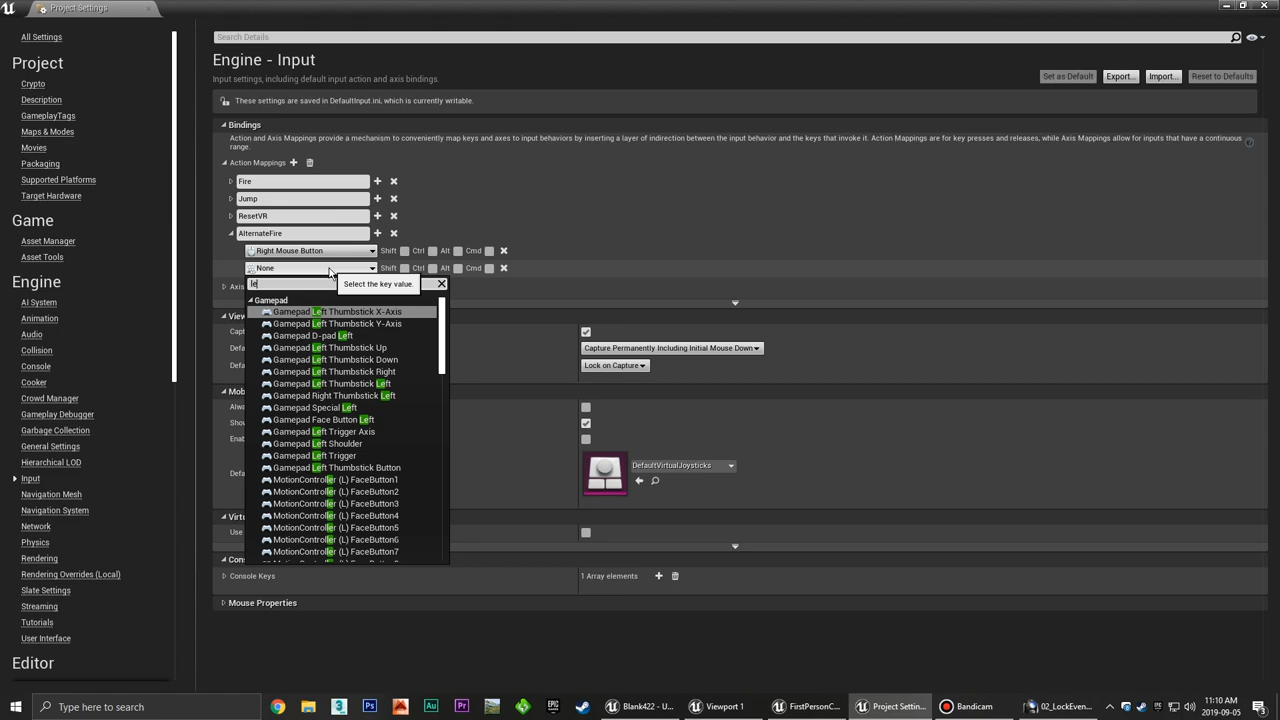 Project Settings
All Settings
Project
Crypto
Description
GameplayTags
Maps & Modes
Movies
Packaging
Supported Platforms
Target Hardware
Game
Asset Manager
Asset Tools
Engine
AI System
Animation
Audio
Collision
Console
Cooker
Crowd Manager
Gameplay Debugger
Garbage Collection
General Settings
Hierarchical LOD
Input
Navigation Mesh
Navigation System
Network
Physics
Rendering
Rendering Overrides (Local)
Slate Settings
Streaming
Tutorials
User Interface
Editor
Search Details
Engine - Input
Input settings, including default input action and axis bindings.
Set as Default Export... Import... Reset to Defaults
These settings are saved in DefaultInput.ini, which is currently writable.
Bindings
Action and Axis Mappings provide a mechanism to conveniently map keys and axes to input behaviors by inserting a layer of indirection between the input behavior and the keys that invoke it. Action Mappings are for key presses and releases, while Axis Mappings allow for inputs that have a continuous
range.
Action Mappings
Fire
Jump
ResetVR
AlternateFire
Right Mouse Button Shift Ctrl Alt Cmd
None Shift Ctrl Alt Cmd
le
Select the key value.
Gamepad
Gamepad Left Thumbstick X-Axis
Gamepad Left Thumbstick Y-Axis
Gamepad D-pad Left
Gamepad Left Thumbstick Up
Gamepad Left Thumbstick Down
Gamepad Left Thumbstick Right
Gamepad Left Thumbstick Left
Gamepad Right Thumbstick Left
Gamepad Special Left
Gamepad Face Button Left
Gamepad Left Trigger Axis
Gamepad Left Shoulder
Gamepad Left Trigger
Gamepad Left Thumbstick Button
MotionController (L) FaceButton1
MotionController (L) FaceButton2
MotionController (L) FaceButton3
MotionController (L) FaceButton4
MotionController (L) FaceButton5
MotionController (L) FaceButton6
MotionController (L) FaceButton7
Axis
View
Capt
Defa
Capture Permanently Including Initial Mouse Down
Defa
Lock on Capture
Mob
Alwa
Show
Enab
Defa
DefaultVirtualJoysticks
Virtu
Use
Cons
Console Keys
1 Array elements
Mouse Properties
Type here to search
Blank422 - U...
Viewport 1
FirstPersonC...
Project Settin...
Bandicam
02_LockEven...
11:10 AM
2019-09-05